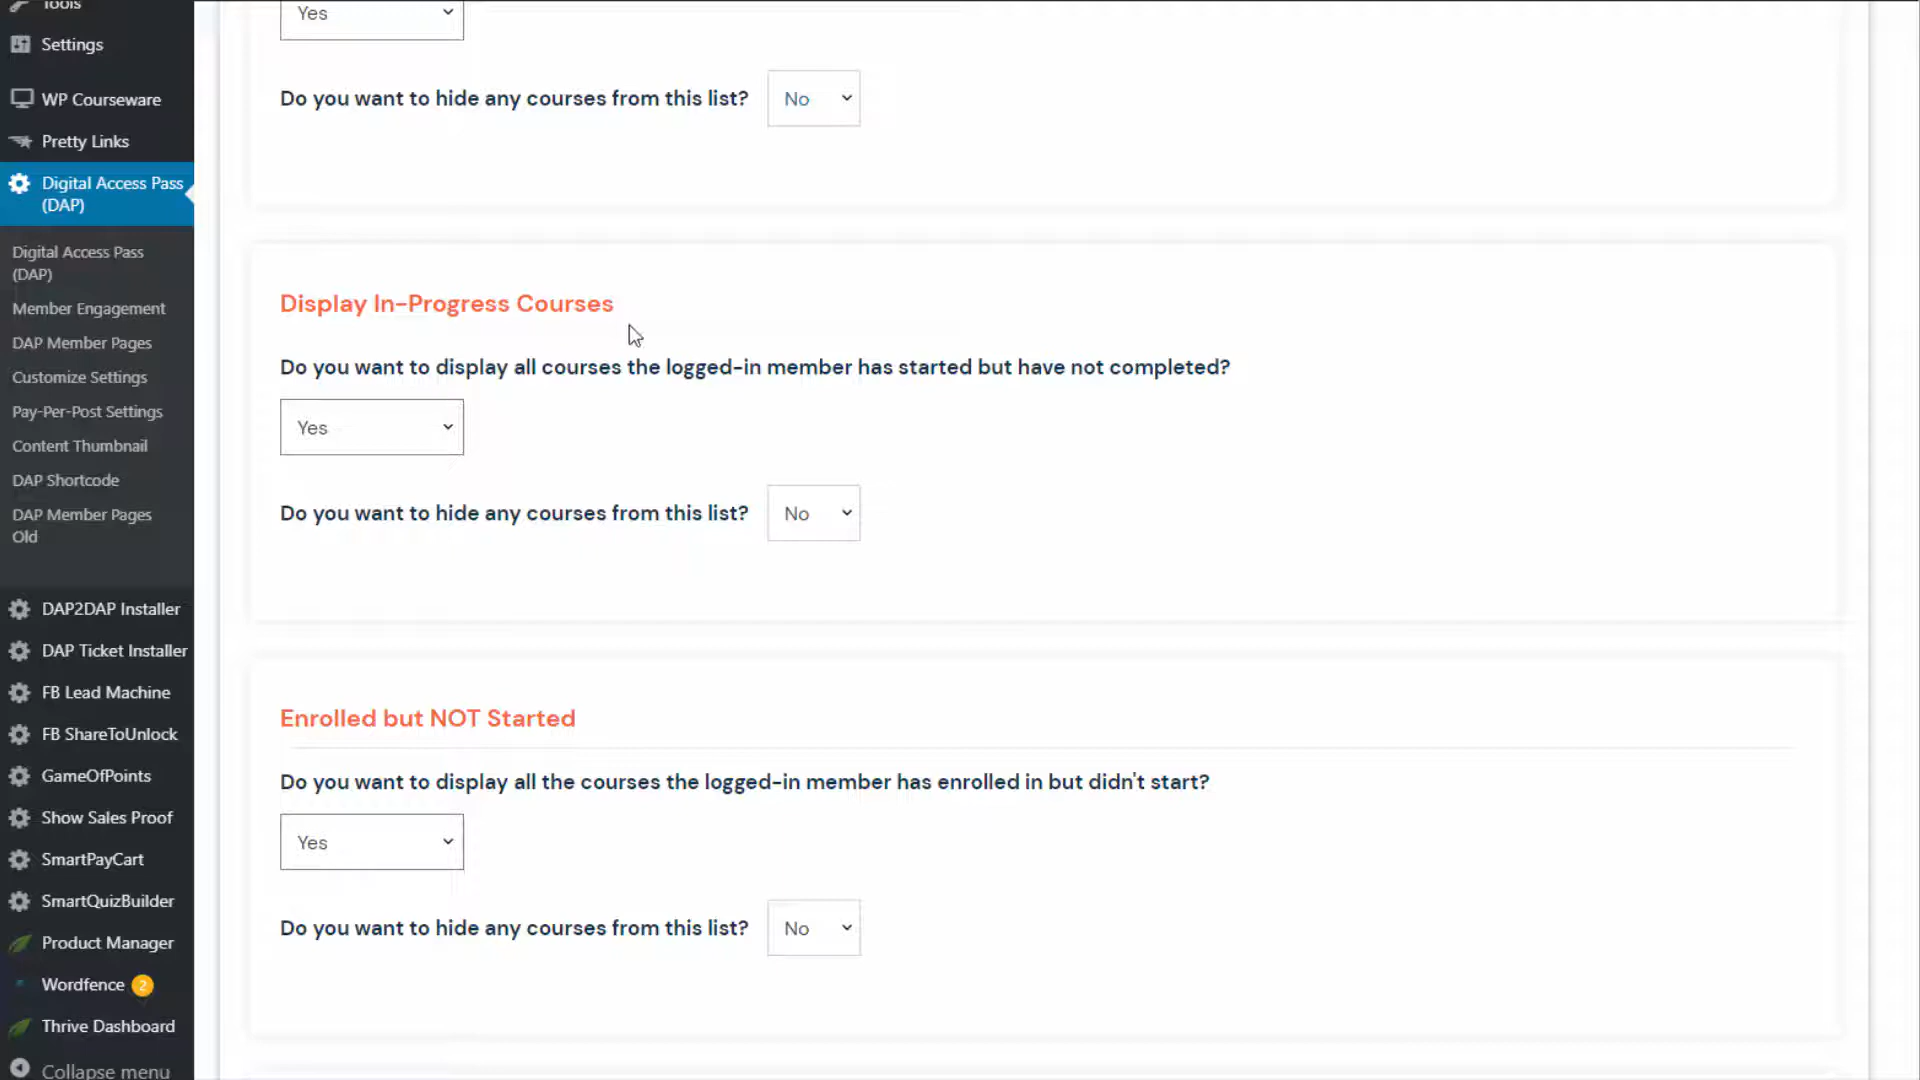 Tools
Settings
WP Courseware
Pretty Links
Digital Access Pass
(DAP)
Digital Access Pass
(DAP)
Member Engagement
DAP Member Pages
Customize Settings
Pay-Per-Post Settings
Content Thumbnail
DAP Shortcode
DAP Member Pages
Old
DAP2DAP Installer
DAP Ticket Installer
FB Lead Machine
FB ShareToUnlock
GameOfPoints
Show Sales Proof
SmartPayCart
SmartQuizBuilder
Product Manager
Wordfence 2
Thrive Dashboard
Collapse menu
Yes
Do you want to hide any courses from this list? No
Display In-Progress Courses
Do you want to display all courses the logged-in member has started but have not completed?
Yes
Do you want to hide any courses from this list? No
Enrolled but NOT Started
Do you want to display all the courses the logged-in member has enrolled in but didn't start?
Yes
Do you want to hide any courses from this list? No